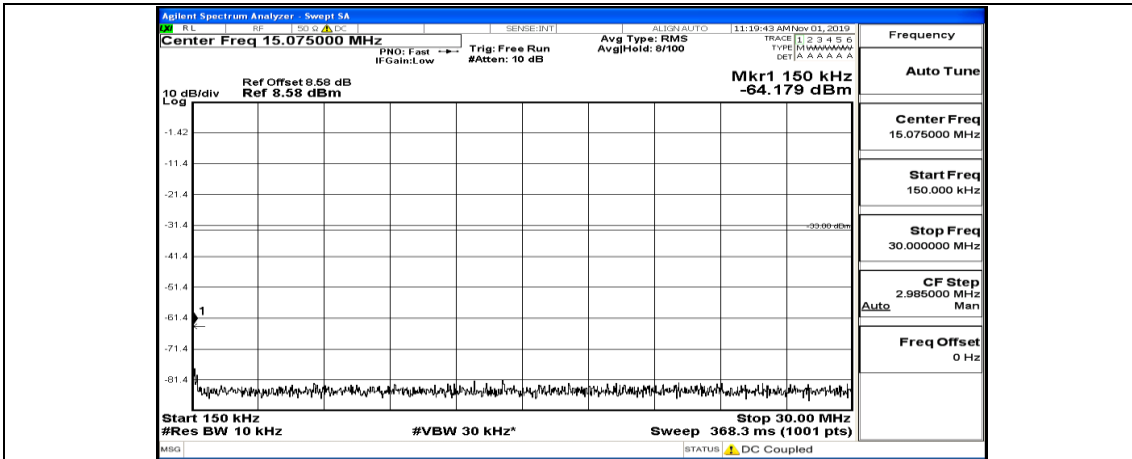 Agilent Spectrum Analyzer - Swept SA
LXI RL RF 50 Ω DC SENSE:INT ALIGN AUTO 11:19:43 AM Nov 01, 2019
Center Freq 15.075000 MHz
PNO: Fast
IFGain:Low
Trig: Free Run
#Atten: 10 dB
Avg Type: RMS
Avg|Hold: 8/100
TRACE 1 2 3 4 5 6
TYPE M WWWWW
DET A A A A A A
Ref Offset 8.58 dB
Ref 8.58 dBm
10 dB/div
Log
Mkr1 150 kHz
-64.179 dBm
-1.42
-11.4
-21.4
-31.4
-33.00 dBm
-41.4
-51.4
-61.4
1
-71.4
-81.4
Start 150 kHz
Stop 30.00 MHz
#Res BW 10 kHz
#VBW 30 kHz*
Sweep 368.3 ms (1001 pts)
MSG
STATUS DC Coupled
Frequency
Auto Tune
Center Freq
15.075000 MHz
Start Freq
150.000 kHz
Stop Freq
30.000000 MHz
CF Step
2.985000 MHz
Auto Man
Freq Offset
0 Hz